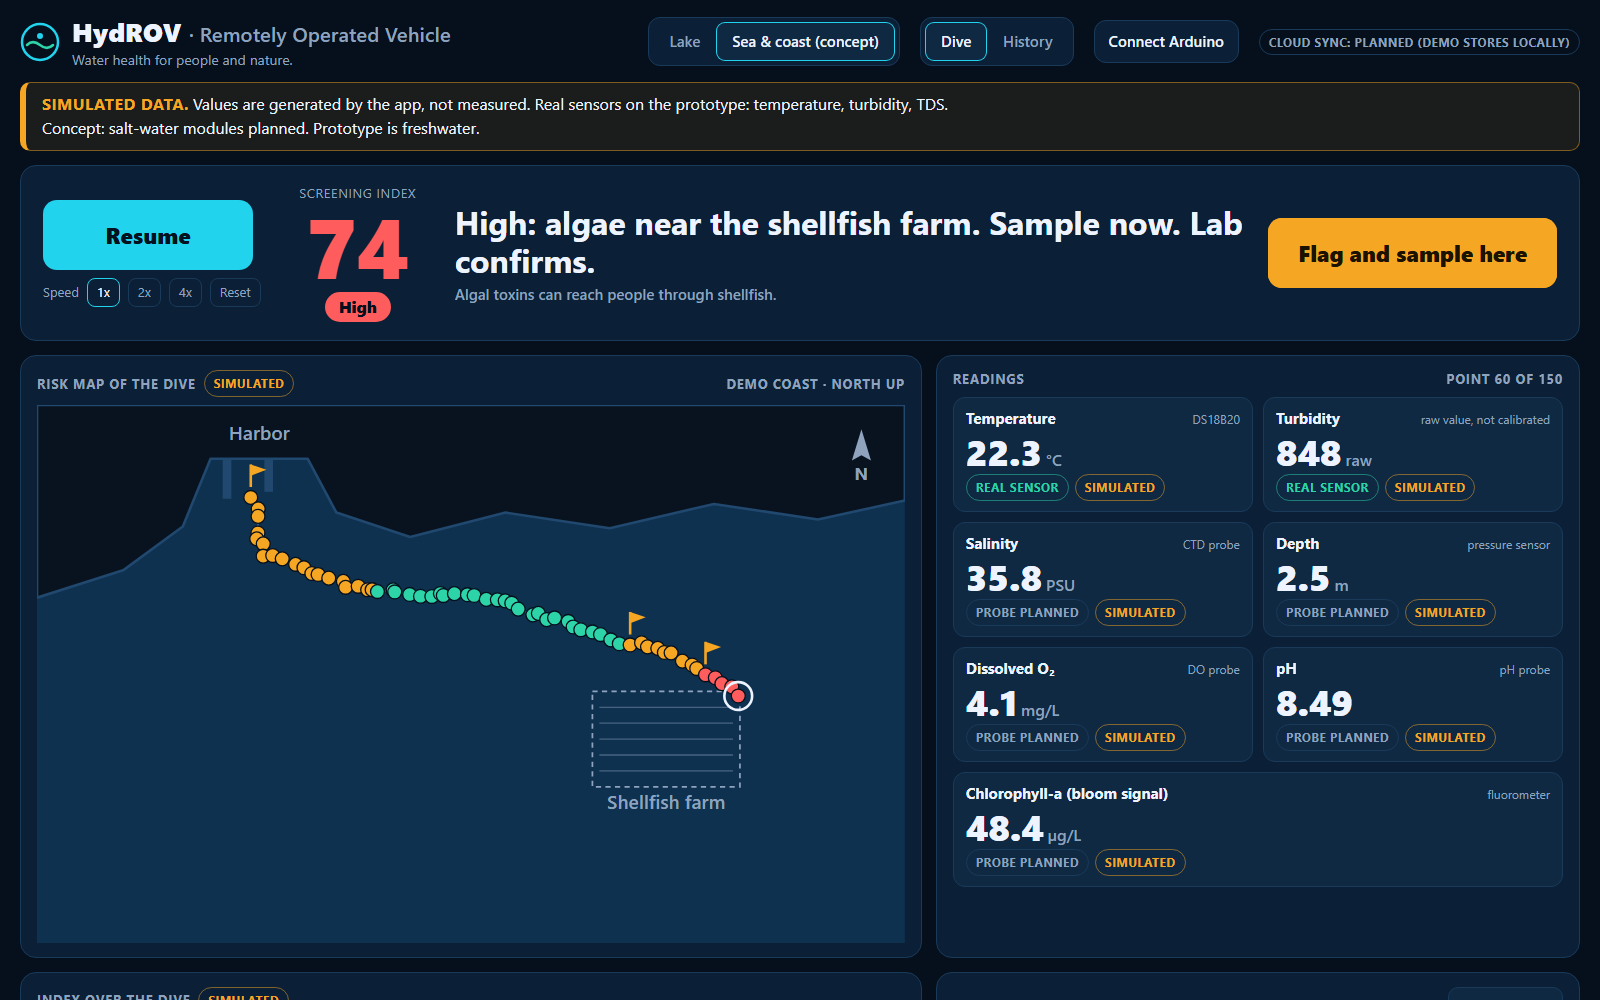 HydROV · Remotely Operated Vehicle
Water health for people and nature.
Lake
Sea & coast (concept)
Dive
History
Connect Arduino
CLOUD SYNC: PLANNED (DEMO STORES LOCALLY)
SIMULATED DATA. Values are generated by the app, not measured. Real sensors on the prototype: temperature, turbidity, TDS.
Concept: salt-water modules planned. Prototype is freshwater.
Resume
Speed
1x
2x
4x
Reset
SCREENING INDEX
74
High
High: algae near the shellfish farm. Sample now. Lab
confirms.
Algal toxins can reach people through shellfish.
Flag and sample here
RISK MAP OF THE DIVE
SIMULATED
DEMO COAST · NORTH UP
Harbor
N
Shellfish farm
READINGS
POINT 60 OF 150
Temperature
DS18B20
22.3 °C
REAL SENSOR
SIMULATED
Turbidity
raw value, not calibrated
848 raw
REAL SENSOR
SIMULATED
Salinity
CTD probe
35.8 PSU
PROBE PLANNED
SIMULATED
Depth
pressure sensor
2.5 m
PROBE PLANNED
SIMULATED
Dissolved O₂
DO probe
4.1 mg/L
PROBE PLANNED
SIMULATED
pH
pH probe
8.49
PROBE PLANNED
SIMULATED
Chlorophyll-a (bloom signal)
fluorometer
48.4 µg/L
PROBE PLANNED
SIMULATED
INDEX OVER THE DIVE
SIMULATED